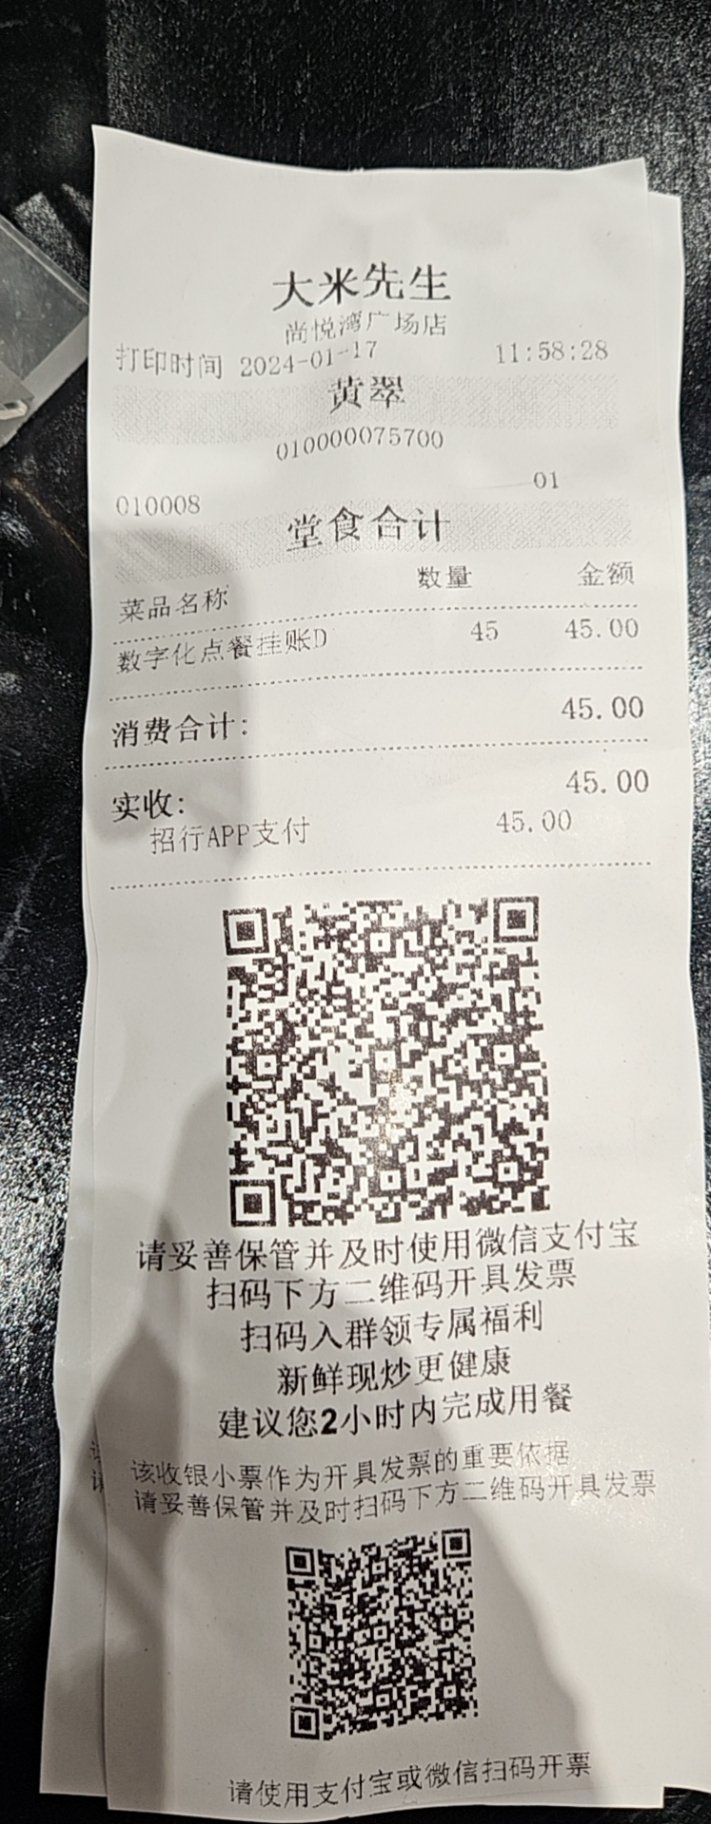 大米先生
尚悦湾广场店
打印时间 2024-01-17 11:58:28
黄翠
010000075700
010008 01
堂食合计
菜品名称 数量 金额
数字化点餐挂账D 45 45.00
消费合计: 45.00
实收: 45.00
招行APP支付 45.00
请妥善保管并及时使用微信支付宝
扫码下方二维码开具发票
扫码入群领专属福利
新鲜现炒更健康
建议您2小时内完成用餐
该收银小票作为开具发票的重要依据
请妥善保管并及时扫码下方二维码开具发票
请使用支付宝或微信扫码开票